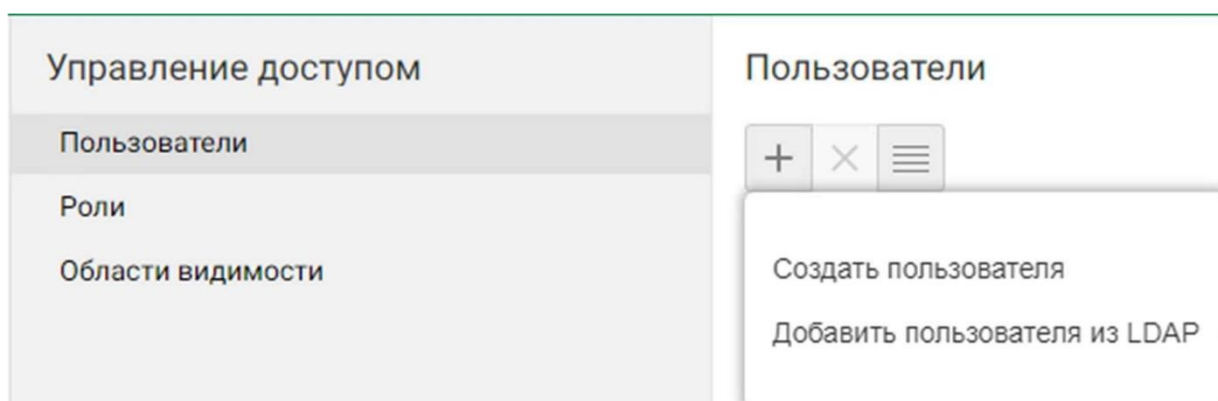 Управление доступом
Пользователи
Роли
Области видимости
Пользователи
Создать пользователя
Добавить пользователя из LDAP